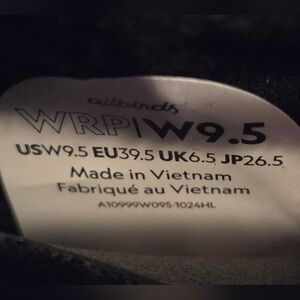 allbirds
WRP|W9.5
USW9.5 EU39.5 UK6.5 JP26.5
Made in Vietnam
Fabriqué au Vietnam
A10999W095-1024HL